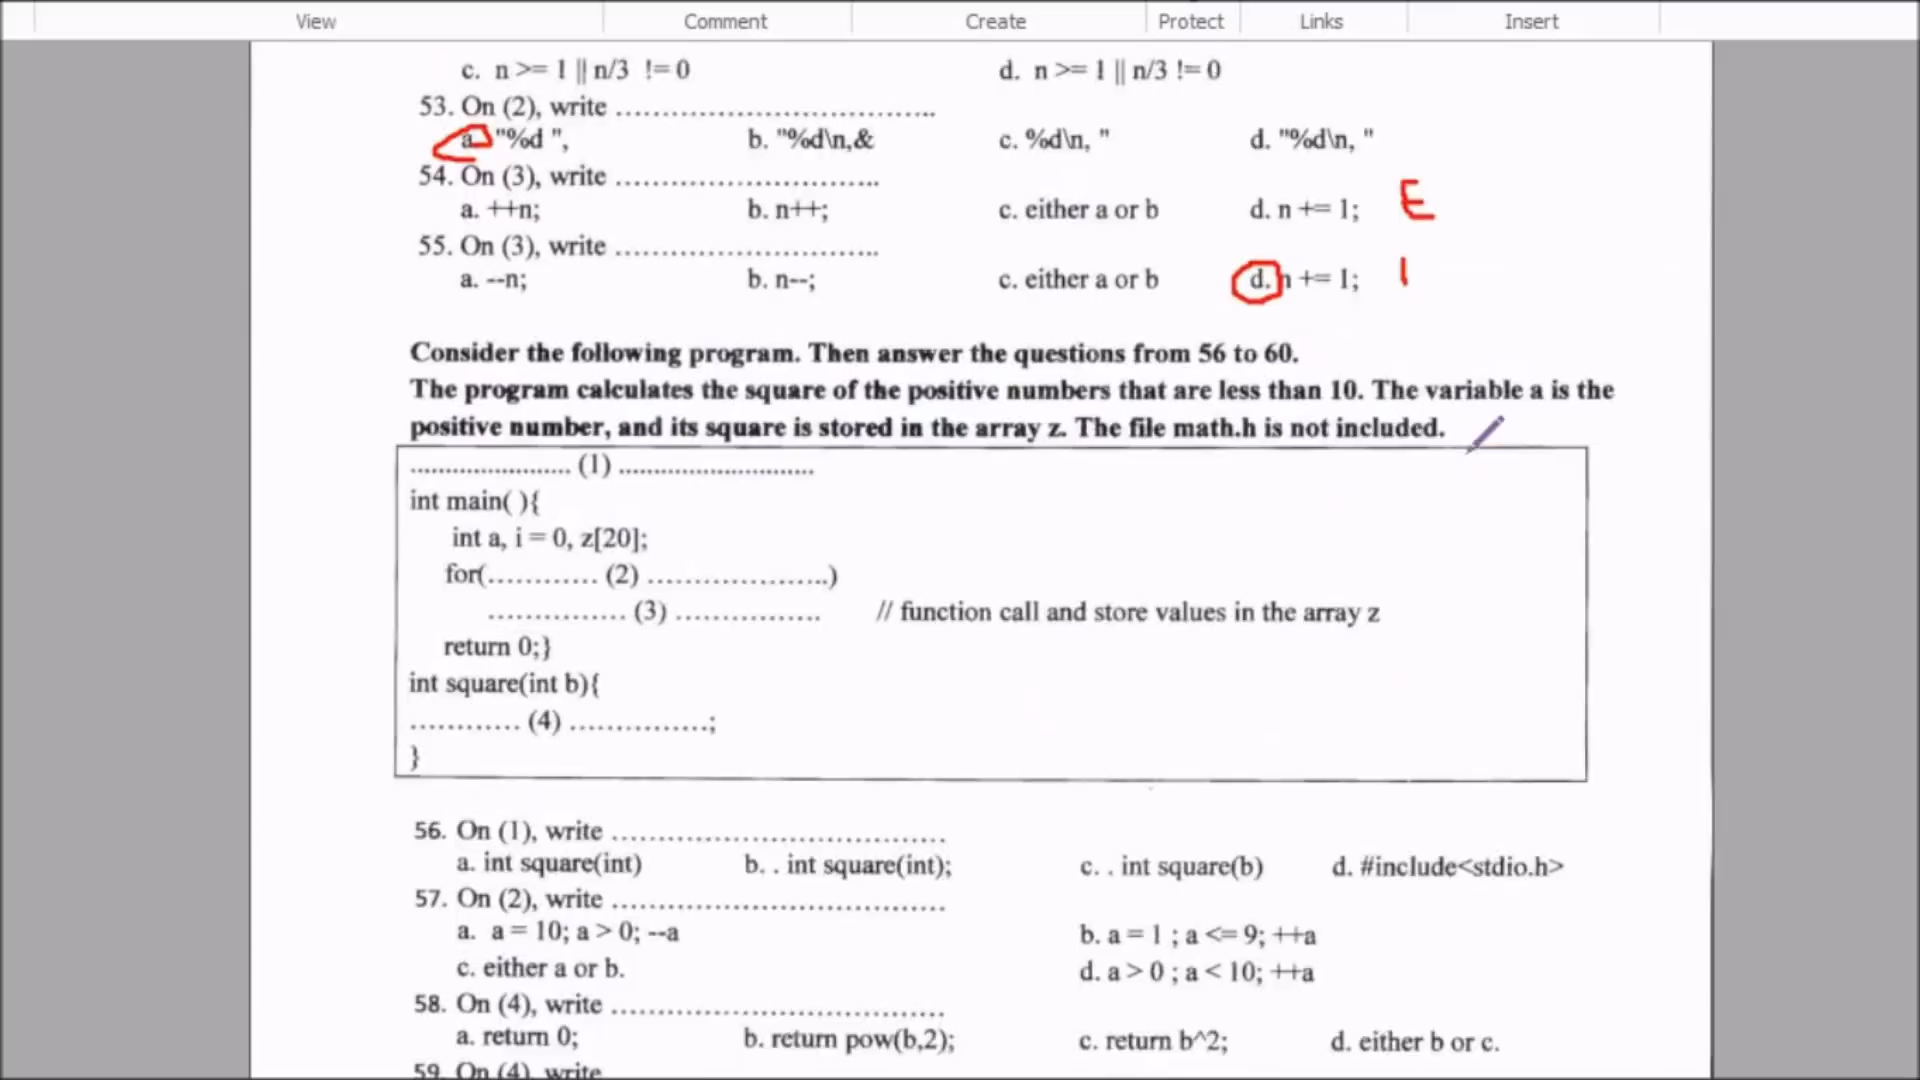 View Comment Create Protect Links Insert
c. n >= 1 || n/3 != 0 d. n >= 1 || n/3 != 0
53. On (2), write ........................................
a. "%d ", b. "%d\n,& c. %d\n, " d. "%d\n, "
54. On (3), write .................................
a. ++n; b. n++; c. either a or b d. n += 1; E
55. On (3), write .................................
a. --n; b. n--; c. either a or b d. n += 1; 1
Consider the following program. Then answer the questions from 56 to 60.
The program calculates the square of the positive numbers that are less than 10. The variable a is the
positive number, and its square is stored in the array z. The file math.h is not included.
....................... (1) ............................
int main( ){
int a, i = 0, z[20];
for(............ (2) .....................)
............... (3) ................ // function call and store values in the array z
return 0;}
int square(int b){
............ (4) ...............;
}
56. On (1), write .........................................
a. int square(int) b. . int square(int); c. . int square(b) d. #include<stdio.h>
57. On (2), write .........................................
a. a = 10; a > 0; --a b. a = 1 ; a <= 9; ++a
c. either a or b. d. a > 0 ; a < 10; ++a
58. On (4), write .........................................
a. return 0; b. return pow(b,2); c. return b^2; d. either b or c.
59. On (4), write